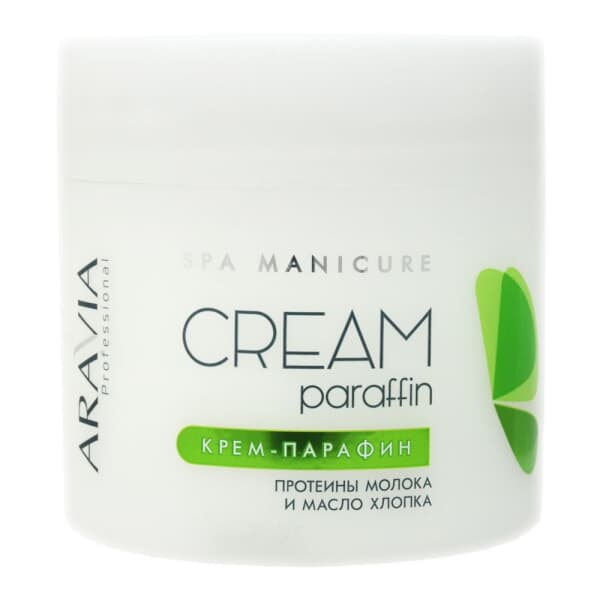 SPA MANICURE
CREAM
paraffin
КРЕМ-ПАРАФИН
ПРОТЕИНЫ МОЛОКА
И МАСЛО ХЛОПКА
ARAVIA
Professional